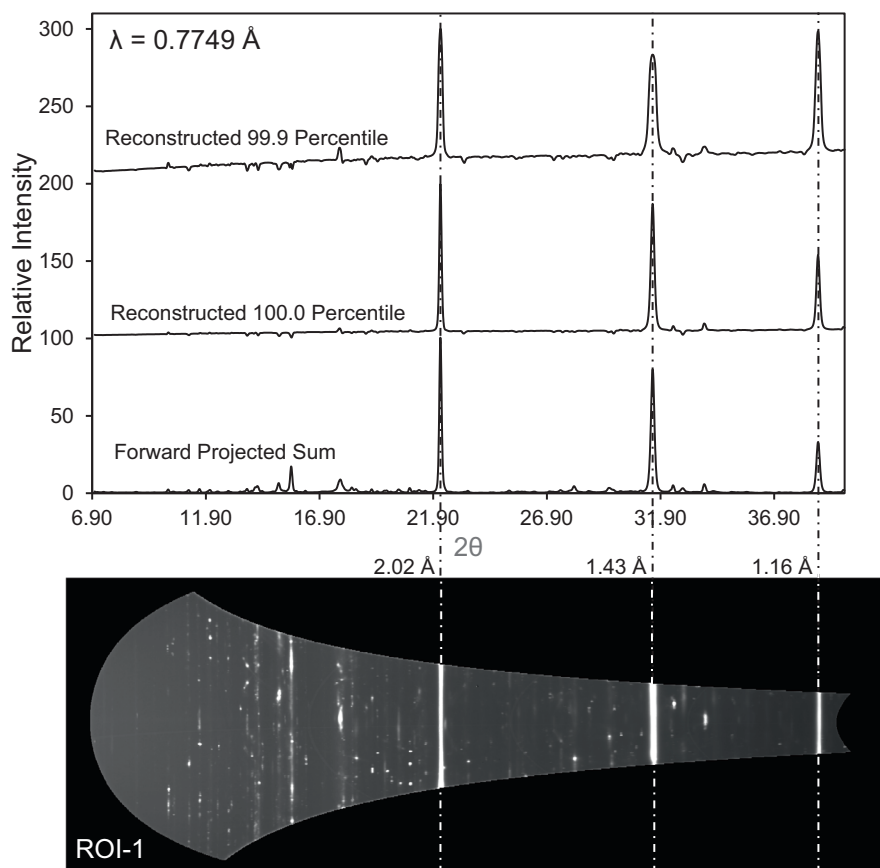 300
λ = 0.7749 Å
250
Reconstructed 99.9 Percentile
Relative Intensity
200
150
Reconstructed 100.0 Percentile
100
50
Forward Projected Sum
0
6.90 11.90 16.90 21.90 26.90 31.90 36.90
2θ
2.02 Å 1.43 Å 1.16 Å
ROI-1